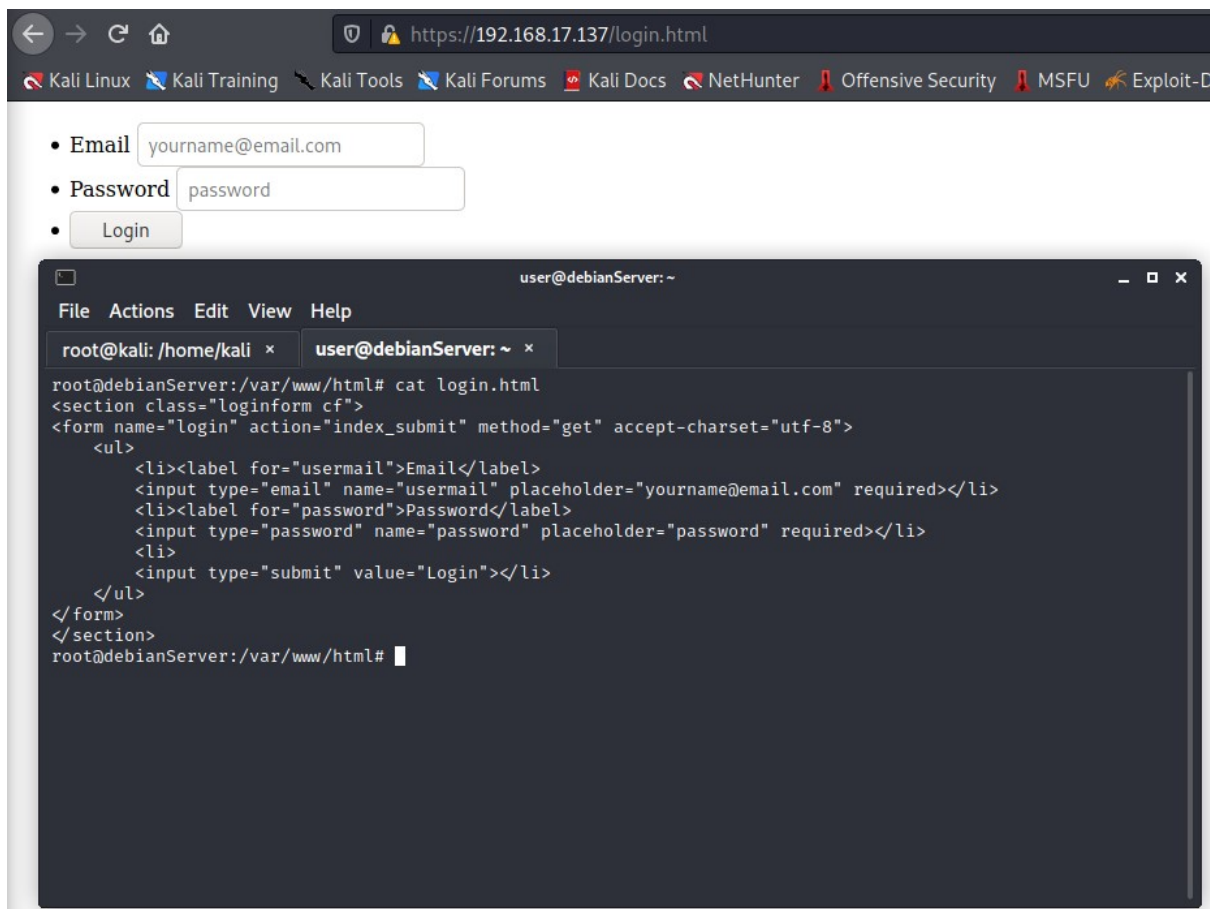 https://192.168.17.137/login.html
Kali Linux Kali Training Kali Tools Kali Forums Kali Docs NetHunter Offensive Security MSFU Exploit-D
• Email yourname@email.com
• Password password
• Login
user@debianServer: ~
File Actions Edit View Help
root@kali: /home/kali × user@debianServer: ~ ×
root@debianServer:/var/www/html# cat login.html
<section class="loginform cf">
<form name="login" action="index_submit" method="get" accept-charset="utf-8">
    <ul>
        <li><label for="usermail">Email</label>
        <input type="email" name="usermail" placeholder="yourname@email.com" required></li>
        <li><label for="password">Password</label>
        <input type="password" name="password" placeholder="password" required></li>
        <li>
        <input type="submit" value="Login"></li>
    </ul>
</form>
</section>
root@debianServer:/var/www/html#